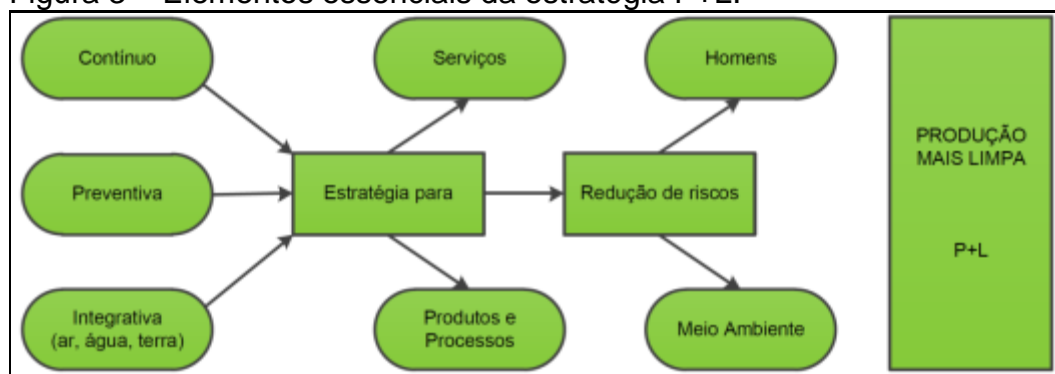 Contínuo
Serviços
Homens
PRODUÇÃO
MAIS LIMPA
P+L
Preventiva
Estratégia para
Redução de riscos
Integrativa
(ar, água, terra)
Produtos e
Processos
Meio Ambiente